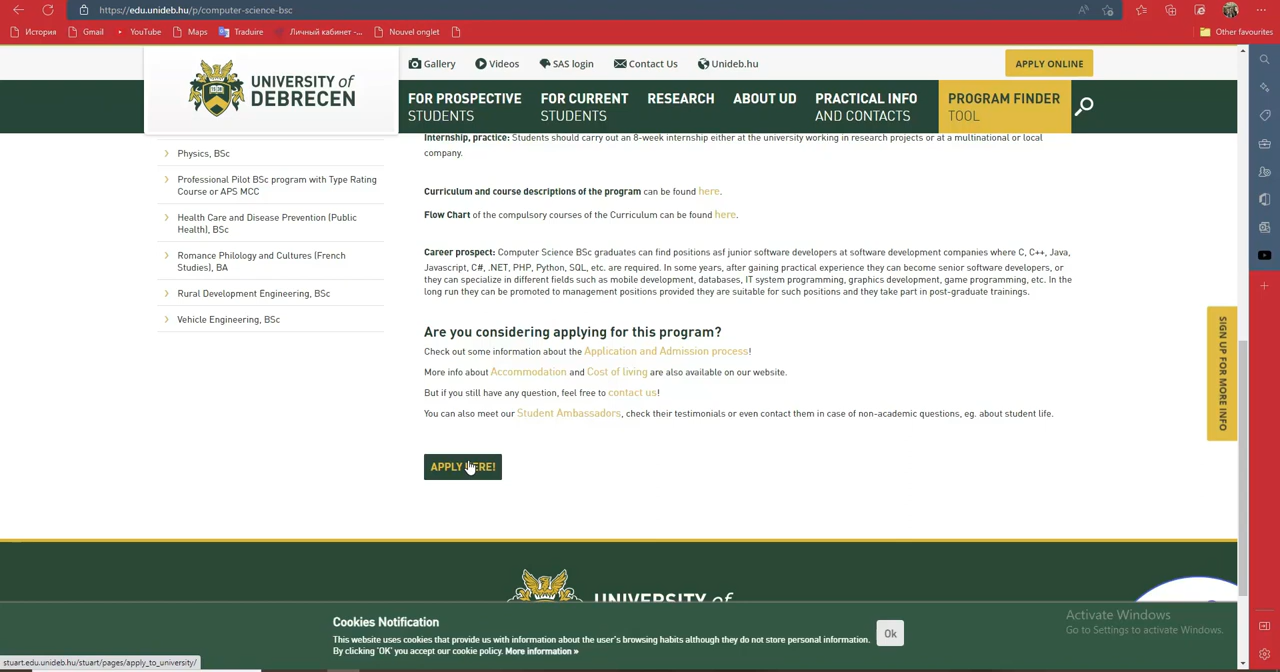 https://edu.unideb.hu/p/computer-science-bsc
История
Gmail
YouTube
Maps
Traduire
Личный кабинет -...
Nouvel onglet
Other favourites
UNIVERSITY of
DEBRECEN
Gallery
Videos
SAS login
Contact Us
Unideb.hu
APPLY ONLINE
FOR PROSPECTIVE
STUDENTS
FOR CURRENT
STUDENTS
RESEARCH
ABOUT UD
PRACTICAL INFO
AND CONTACTS
PROGRAM FINDER
TOOL
Physics, BSc
Professional Pilot BSc program with Type Rating
Course or APS MCC
Health Care and Disease Prevention (Public
Health), BSc
Romance Philology and Cultures (French
Studies), BA
Rural Development Engineering, BSc
Vehicle Engineering, BSc
Internship, practice: Students should carry out an 8-week internship either at the university working in research projects or at a multinational or local
company.
Curriculum and course descriptions of the program can be found here.
Flow Chart of the compulsory courses of the Curriculum can be found here.
Career prospect: Computer Science BSc graduates can find positions asf junior software developers at software development companies where C, C++, Java,
Javascript, C#, .NET, PHP, Python, SQL, etc. are required. In some years, after gaining practical experience they can become senior software developers, or
they can specialize in different fields such as mobile development, databases, IT system programming, graphics development, game programming, etc. In the
long run they can be promoted to management positions provided they are suitable for such positions and they take part in post-graduate trainings.
Are you considering applying for this program?
Check out some information about the Application and Admission process!
More info about Accommodation and Cost of living are also available on our website.
But if you still have any question, feel free to contact us!
You can also meet our Student Ambassadors, check their testimonials or even contact them in case of non-academic questions, eg. about student life.
APPLY HERE!
SIGN UP FOR MORE INFO
UNIVERSITY of
Cookies Notification
This website uses cookies that provide us with information about the user's browsing habits although they do not store personal information.
By clicking 'OK' you accept our cookie policy. More information »
Ok
Activate Windows
Go to Settings to activate Windows.
stuart.edu.unideb.hu/stuart/pages/apply_to_university/